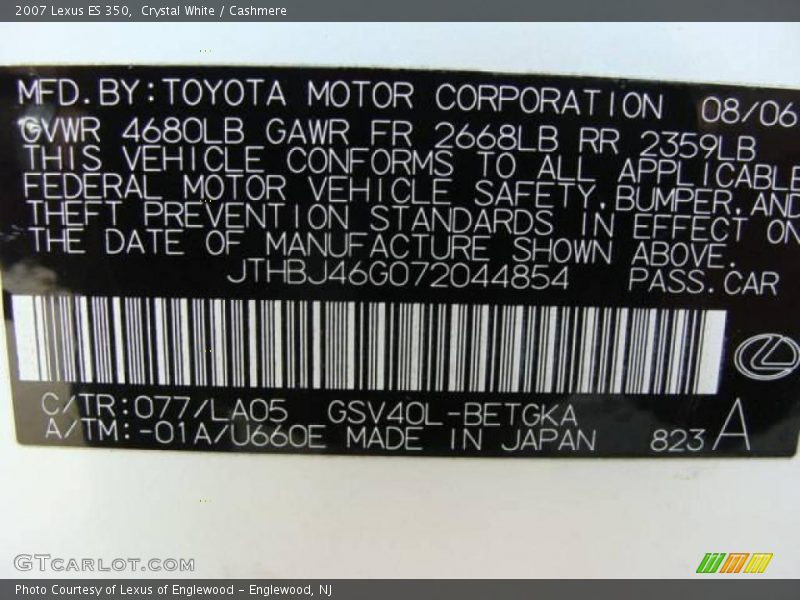 2007 Lexus ES 350, Crystal White / Cashmere
MFD.BY:TOYOTA MOTOR CORPORATION 08/06
GVWR 4680LB GAWR FR 2668LB RR 2359LB
THIS VEHICLE CONFORMS TO ALL APPLICABLE
FEDERAL MOTOR VEHICLE SAFETY,BUMPER,AND
THEFT PREVENTION STANDARDS IN EFFECT ON
THE DATE OF MANUFACTURE SHOWN ABOVE.
JTHBJ46G072044854 PASS.CAR
C/TR:077/LA05 GSV40L-BETGKA
A/TM:-01A/U660E MADE IN JAPAN 823 A
GTCARLOT.COM
Photo Courtesy of Lexus of Englewood - Englewood, NJ